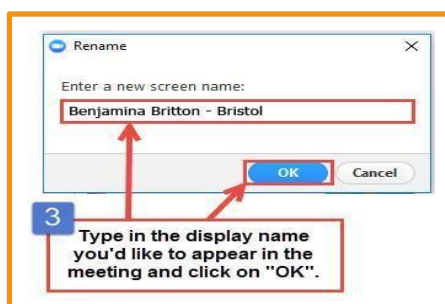 Rename
Enter a new screen name:
Benjamina Britton - Bristol
OK Cancel
3
Type in the display name
you'd like to appear in the
meeting and click on "OK".